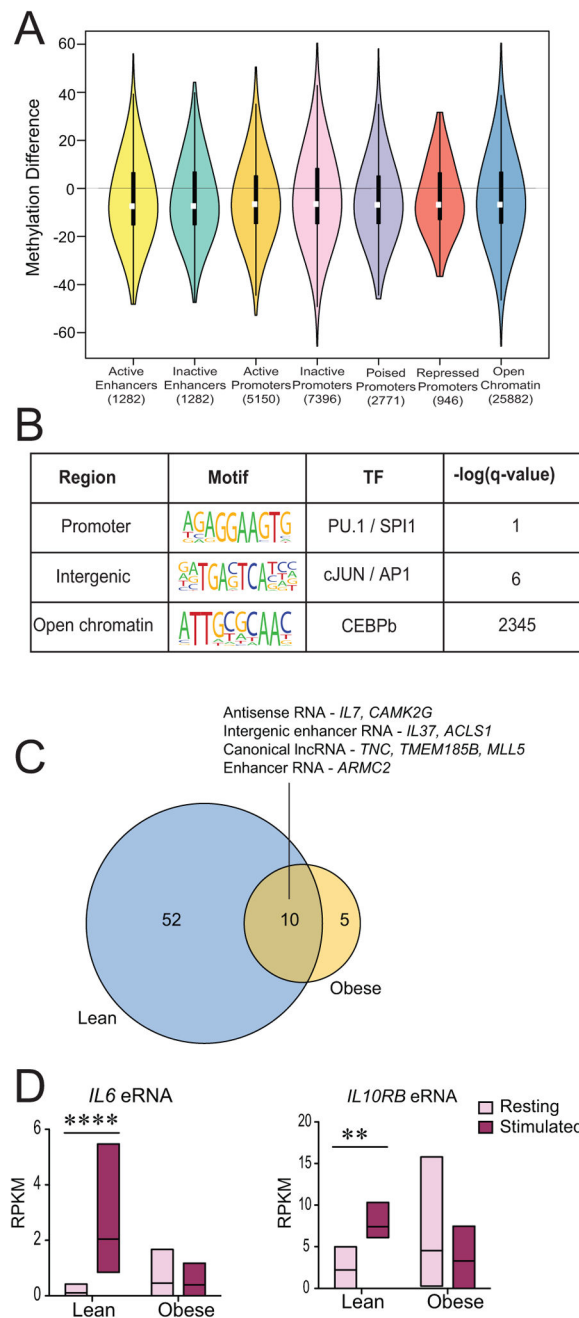 A
Methylation Difference
60
40
20
0
-20
-40
-60
Active Enhancers (1282)
Inactive Enhancers (1282)
Active Promoters (5150)
Inactive Promoters (7396)
Poised Promoters (2771)
Repressed Promoters (946)
Open Chromatin (25882)
B
Region Motif TF -log(q-value)
Promoter AGAGGAAGTG PU.1 / SPI1 1
Intergenic TGAGTCA cJUN / AP1 6
Open chromatin ATTGCGCAAC CEBPb 2345
Antisense RNA - IL7, CAMK2G
Intergenic enhancer RNA - IL37, ACLS1
Canonical lncRNA - TNC, TMEM185B, MLL5
Enhancer RNA - ARMC2
C
52 10 5
Obese
Lean
D
IL6 eRNA
****
RPKM
6
4
2
0
Lean Obese
IL10RB eRNA
**
RPKM
20
15
10
5
0
Lean Obese
Resting
Stimulated